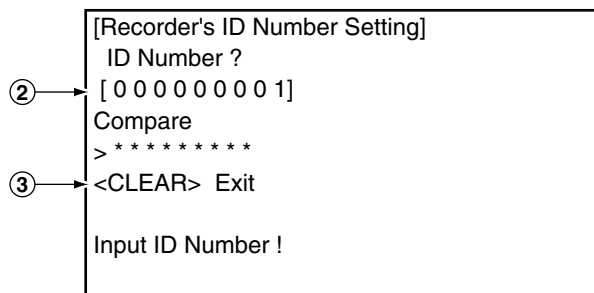 [Recorder's ID Number Setting]
ID Number ?
② [ 0 0 0 0 0 0 0 0 1]
Compare
> * * * * * * * * *
③ <CLEAR> Exit
Input ID Number !